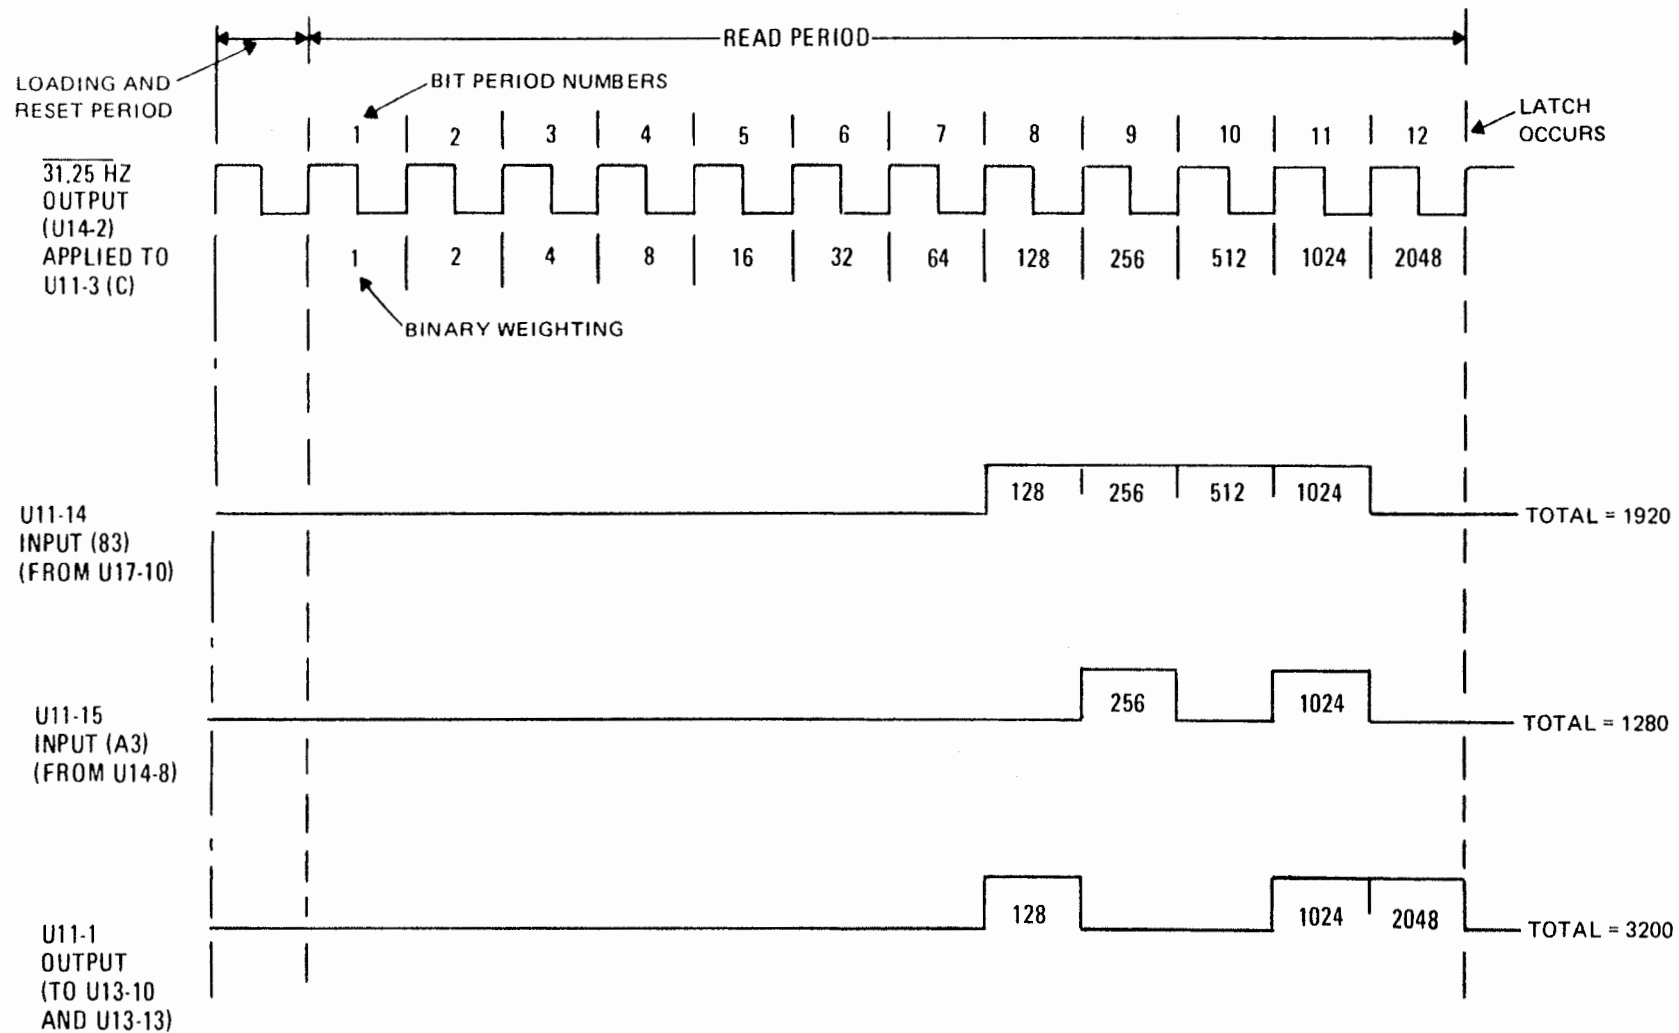 READ PERIOD
LOADING AND
RESET PERIOD
BIT PERIOD NUMBERS
LATCH
OCCURS
1 2 3 4 5 6 7 8 9 10 11 12
31,25 HZ
OUTPUT
(U14-2)
APPLIED TO
U11-3 (C)
1 2 4 8 16 32 64 128 256 512 1024 2048
BINARY WEIGHTING
128 256 512 1024
U11-14
INPUT (83)
(FROM U17-10)
TOTAL = 1920
256 1024
U11-15
INPUT (A3)
(FROM U14-8)
TOTAL = 1280
128 1024 2048
U11-1
OUTPUT
(TO U13-10
AND U13-13)
TOTAL = 3200